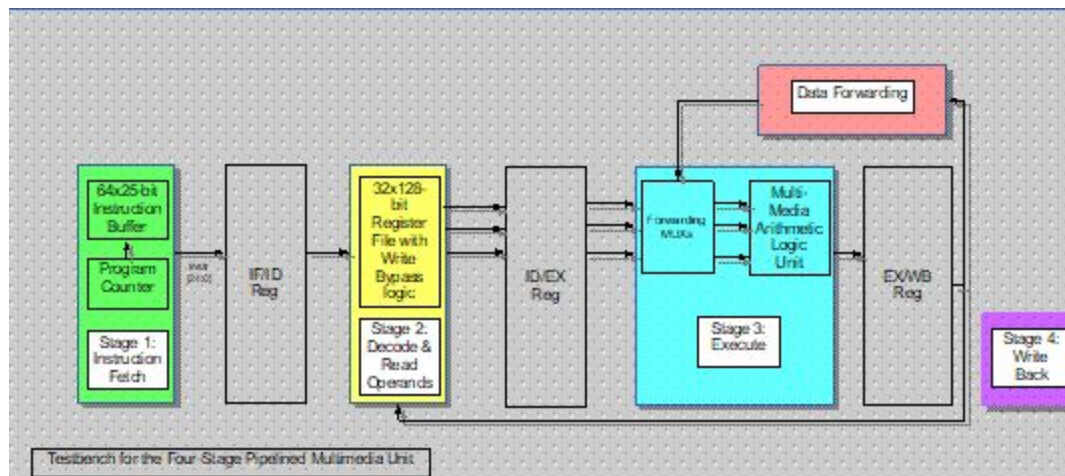 Data Forwarding
64x25-bit
Instruction
Buffer
Program
Counter
Stage 1:
Instruction
Fetch
IF/ID
Reg
32x128-
bit
Register
File with
Write
Bypass
logic
Stage 2:
Decode &
Read
Operands
ID/EX
Reg
Forwarding
MUXs
Multi-
Media
Arithmetic
Logic
Unit
Stage 3:
Execute
EX/WB
Reg
Stage 4:
Write
Back
Testbench for the Four-Stage Pipelined Multimedia Unit